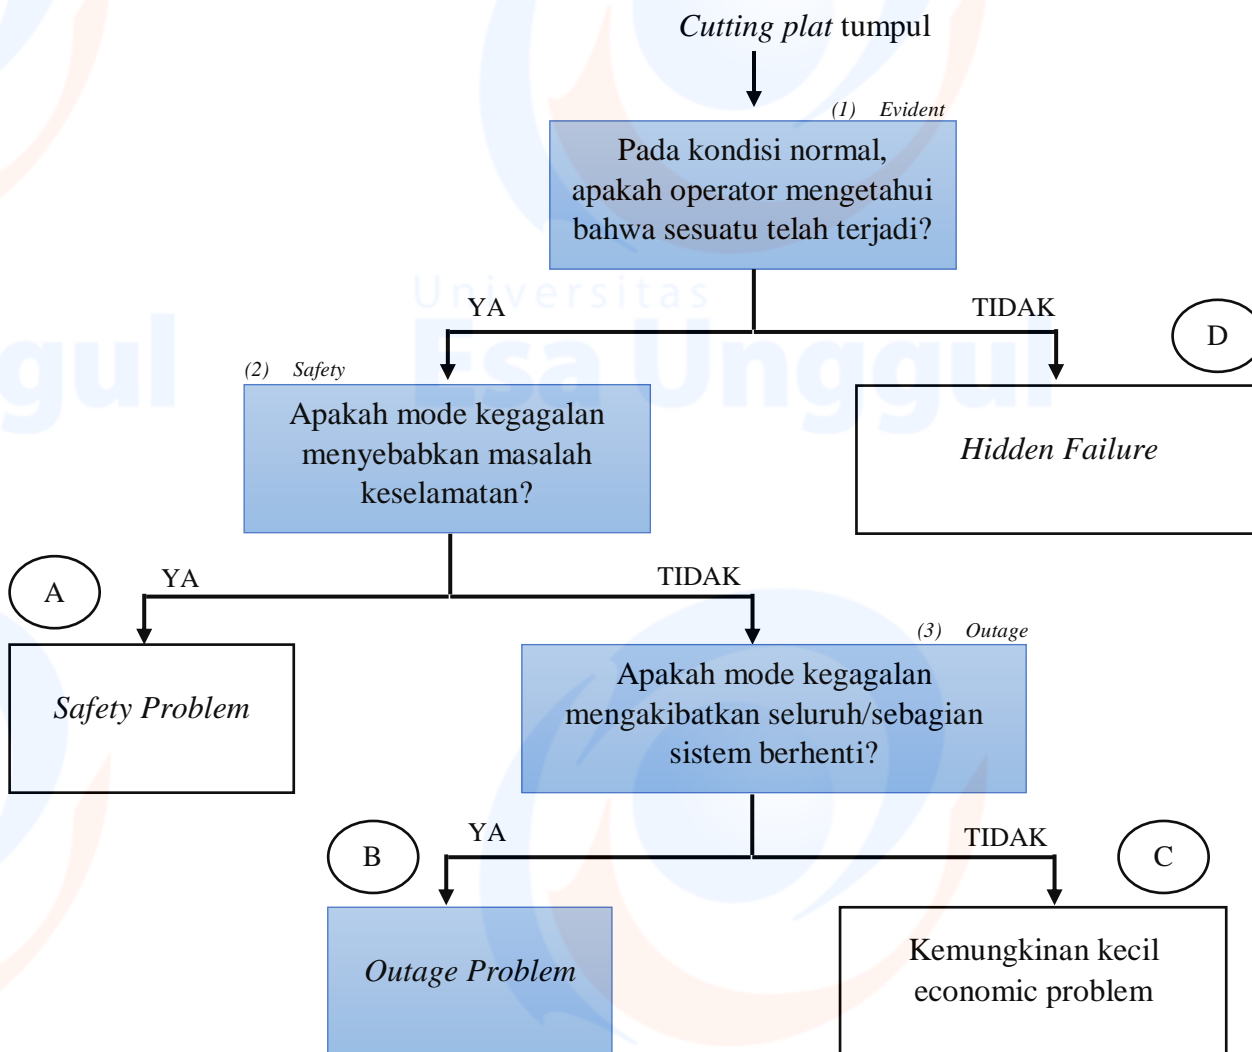 Cutting plat tumpul
(1) Evident
Pada kondisi normal,
apakah operator mengetahui
bahwa sesuatu telah terjadi?
Universitas
Esa Unggul
ggul
YA
TIDAK
D
(2) Safety
Apakah mode kegagalan
menyebabkan masalah
keselamatan?
Hidden Failure
A
YA
TIDAK
(3) Outage
Safety Problem
Apakah mode kegagalan
mengakibatkan seluruh/sebagian
sistem berhenti?
B
YA
TIDAK
C
Outage Problem
Kemungkinan kecil
economic problem